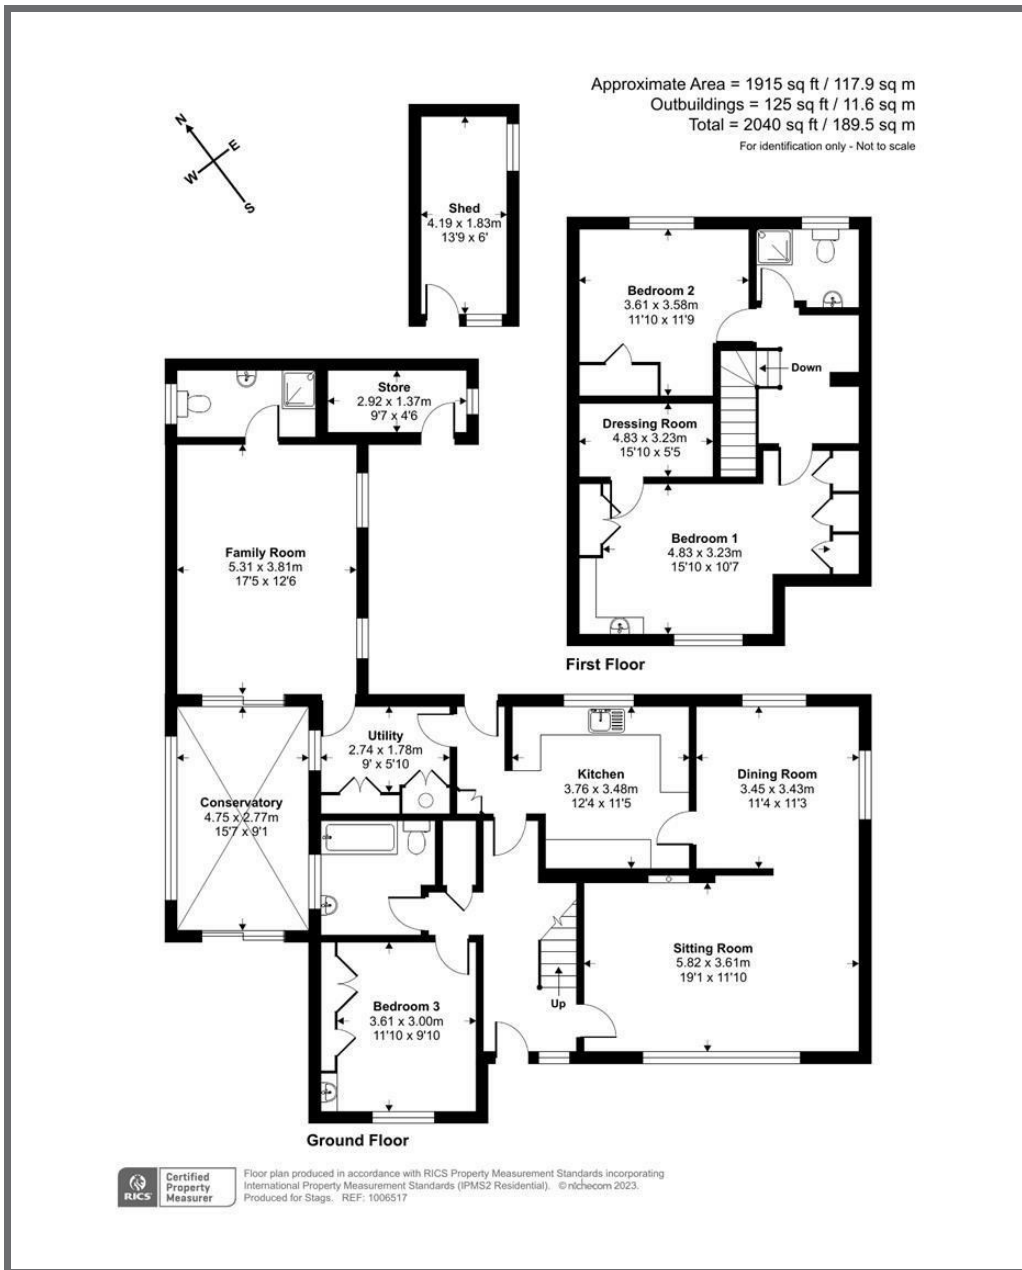 Approximate Area = 1915 sq ft / 117.9 sq m
Outbuildings = 125 sq ft / 11.6 sq m
Total = 2040 sq ft / 189.5 sq m
For identification only - Not to scale
N
E
W
S
Shed
4.19 x 1.83m
13'9 x 6'
Bedroom 2
3.61 x 3.58m
11'10 x 11'9
Down
Dressing Room
4.83 x 3.23m
15'10 x 5'5
Bedroom 1
4.83 x 3.23m
15'10 x 10'7
First Floor
Store
2.92 x 1.37m
9'7 x 4'6
Family Room
5.31 x 3.81m
17'5 x 12'6
Utility
2.74 x 1.78m
9' x 5'10
Kitchen
3.76 x 3.48m
12'4 x 11'5
Dining Room
3.45 x 3.43m
11'4 x 11'3
Conservatory
4.75 x 2.77m
15'7 x 9'1
Sitting Room
5.82 x 3.61m
19'1 x 11'10
Up
Bedroom 3
3.61 x 3.00m
11'10 x 9'10
Ground Floor
RICS
Certified
Property
Measurer
Floor plan produced in accordance with RICS Property Measurement Standards incorporating
International Property Measurement Standards (IPMS2 Residential). © nichecom 2023.
Produced for Stags. REF: 1006517